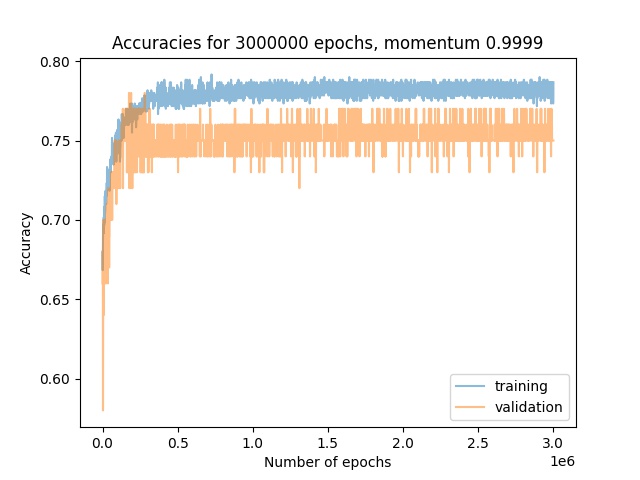 Accuracies for 3000000 epochs, momentum 0.9999
0.80
0.75
0.70
0.65
0.60
Accuracy
0.0 0.5 1.0 1.5 2.0 2.5 3.0
1e6
Number of epochs
training
validation